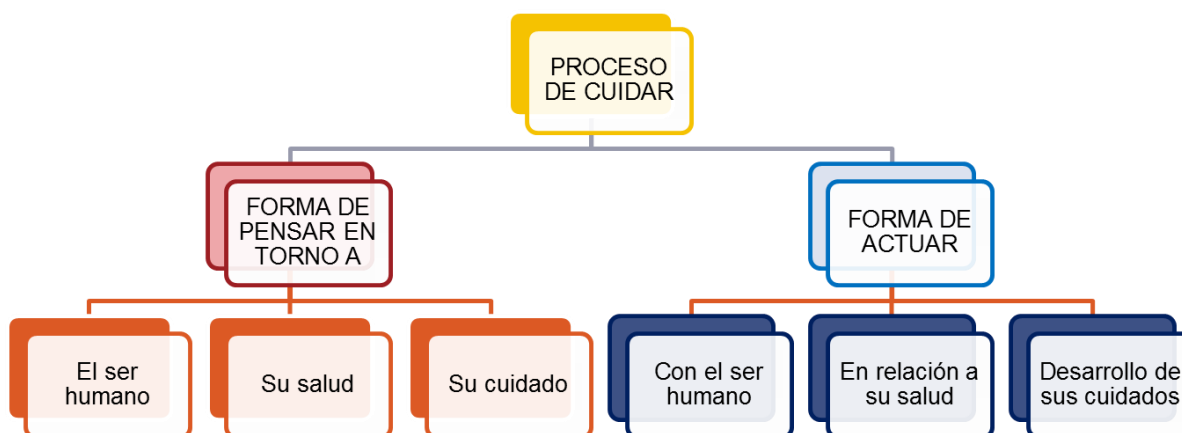 PROCESO
DE CUIDAR
FORMA DE
PENSAR EN
TORNO A
FORMA DE
ACTUAR
El ser
humano
Su salud
Su cuidado
Con el ser
humano
En relación a
su salud
Desarrollo de
sus cuidados